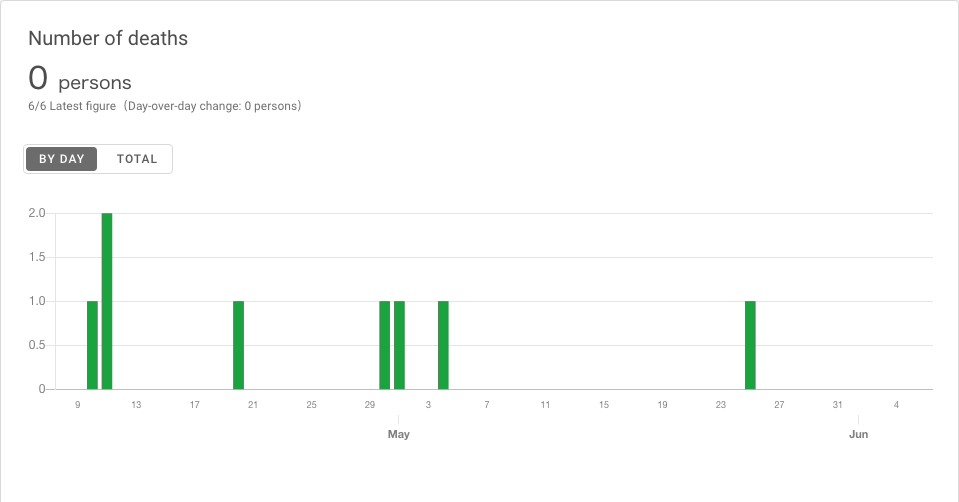 Number of deaths
0 persons
6/6 Latest figure（Day-over-day change: 0 persons）
BY DAY TOTAL
2.0
1.5
1.0
0.5
0
9 13 17 21 25 29 3 7 11 15 19 23 27 31 4
May Jun